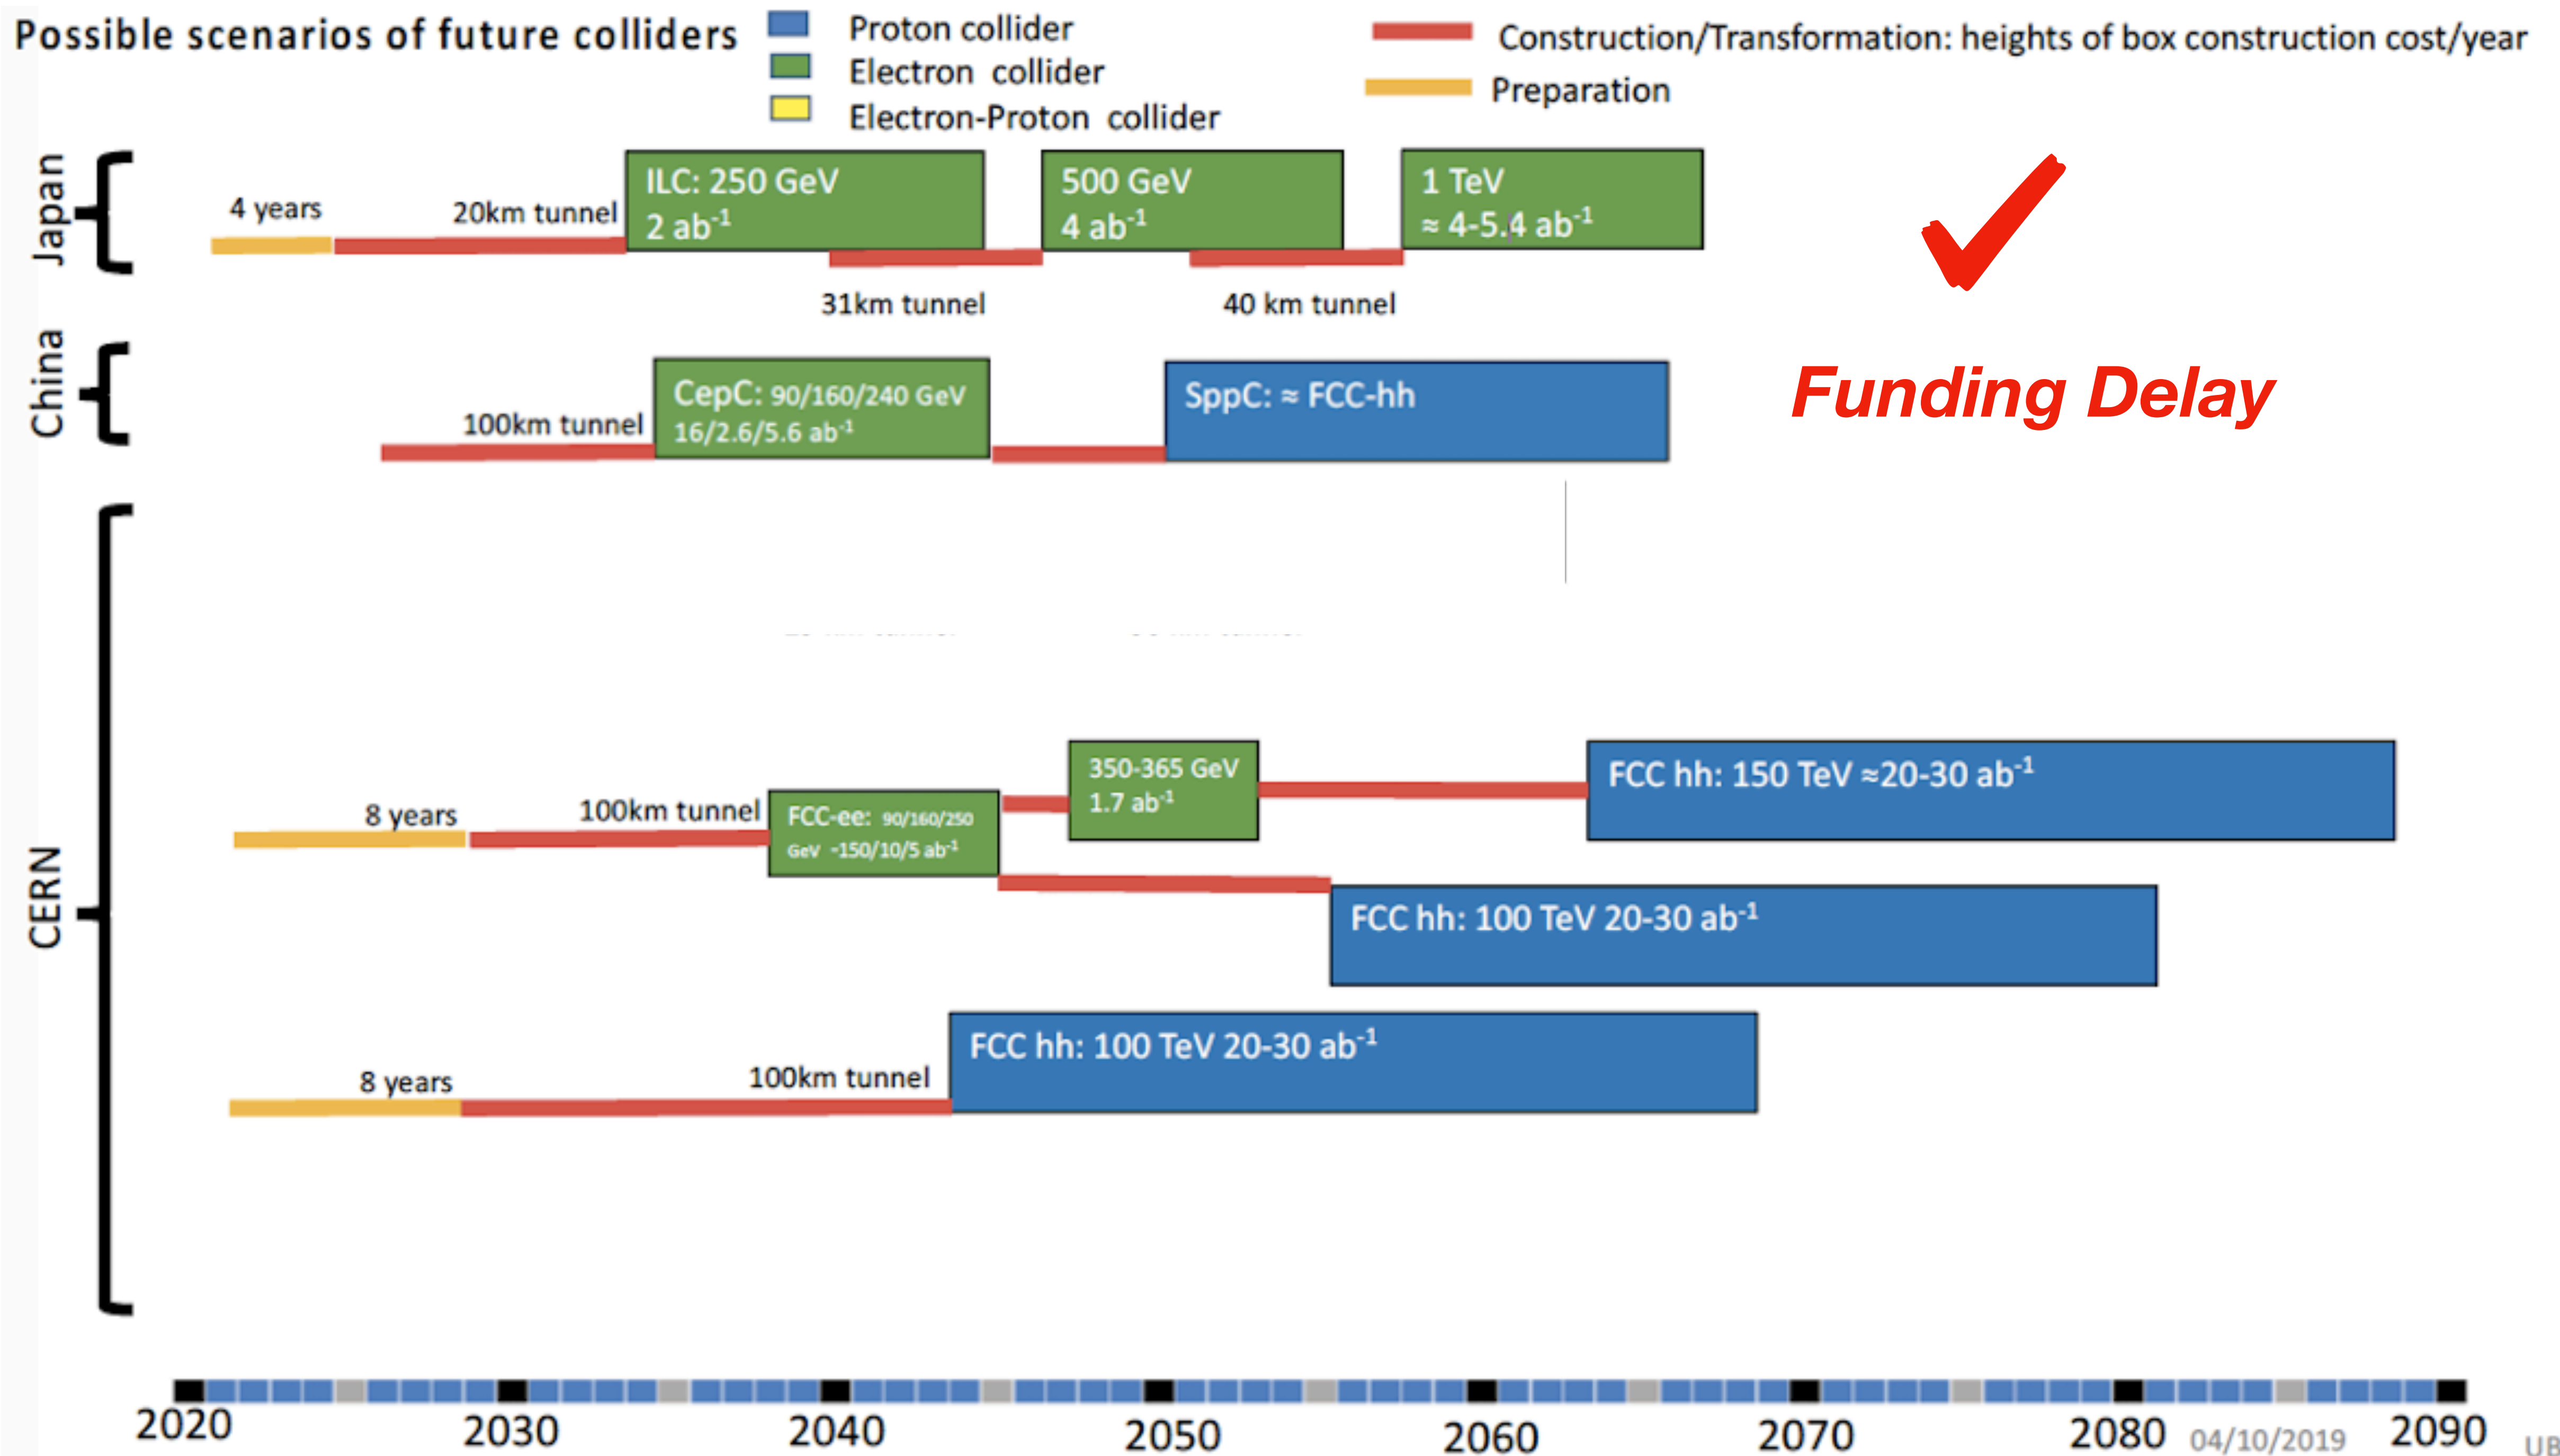 Possible scenarios of future colliders
Proton collider
Electron collider
Electron-Proton collider
Construction/Transformation: heights of box construction cost/year
Preparation
Japan
4 years
20km tunnel
ILC: 250 GeV
2 ab-1
500 GeV
4 ab-1
1 TeV
≈ 4-5.4 ab-1
31km tunnel
40 km tunnel
China
100km tunnel
CepC: 90/160/240 GeV
16/2.6/5.6 ab-1
SppC: ≈ FCC-hh
Funding Delay
CERN
8 years
100km tunnel
FCC-ee: 90/160/250
GeV -150/10/5 ab-1
350-365 GeV
1.7 ab-1
FCC hh: 150 TeV ≈20-30 ab-1
FCC hh: 100 TeV 20-30 ab-1
8 years
100km tunnel
FCC hh: 100 TeV 20-30 ab-1
2020
2030
2040
2050
2060
2070
2080
04/10/2019
2090
UB